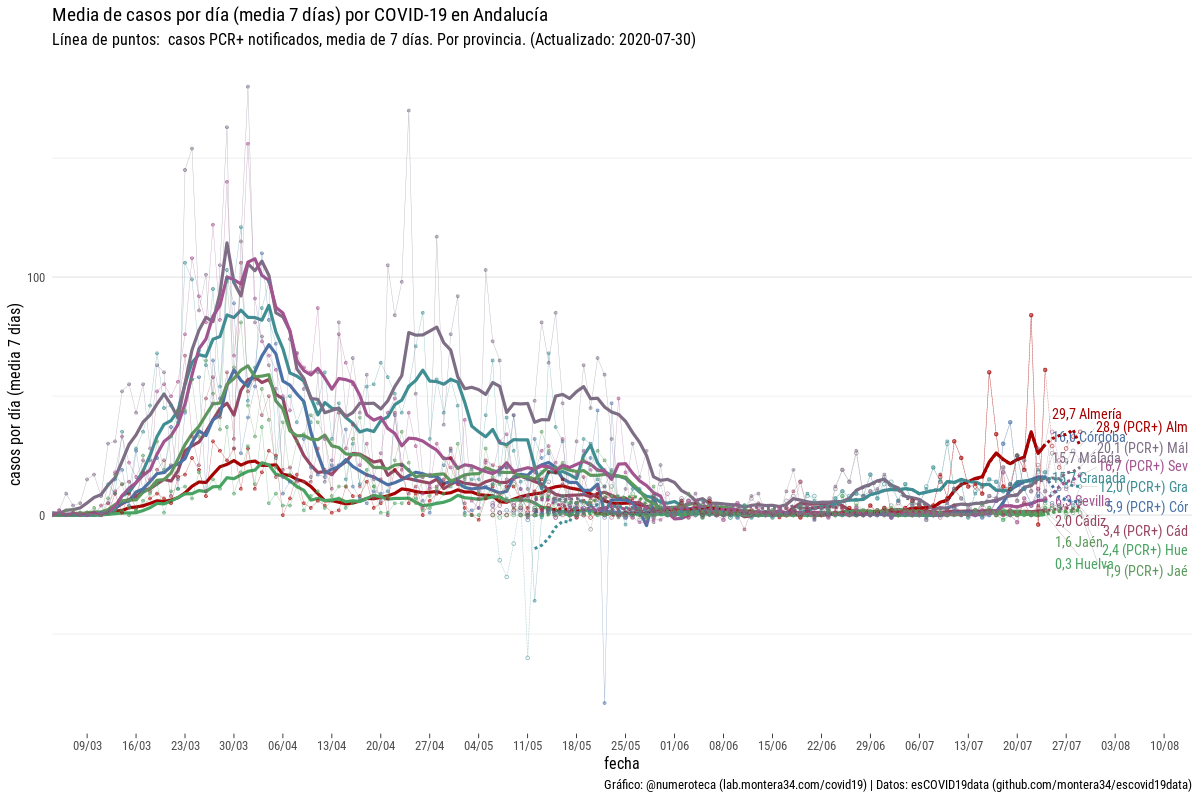 Media de casos por día (media 7 días) por COVID-19 en Andalucía
Línea de puntos:  casos PCR+ notificados, media de 7 días. Por provincia. (Actualizado: 2020-07-30)
casos por día (media 7 días)
100
0
29,7 Almería
28,9 (PCR+) Alm
Córdoba
20,1 (PCR+) Mál
15,7 Málaga
16,7 (PCR+) Sev
Granada
12,0 (PCR+) Gra
6,3 Sevilla
5,9 (PCR+) Cór
2,0 Cádiz
3,4 (PCR+) Cád
1,6 Jaén
2,4 (PCR+) Hue
0,3 Huelva
1,9 (PCR+) Jaé
09/03 16/03 23/03 30/03 06/04 13/04 20/04 27/04 04/05 11/05 18/05 25/05 01/06 08/06 15/06 22/06 29/06 06/07 13/07 20/07 27/07 03/08 10/08
fecha
Gráfico: @numeroteca (lab.montera34.com/covid19) | Datos: esCOVID19data (github.com/montera34/escovid19data)